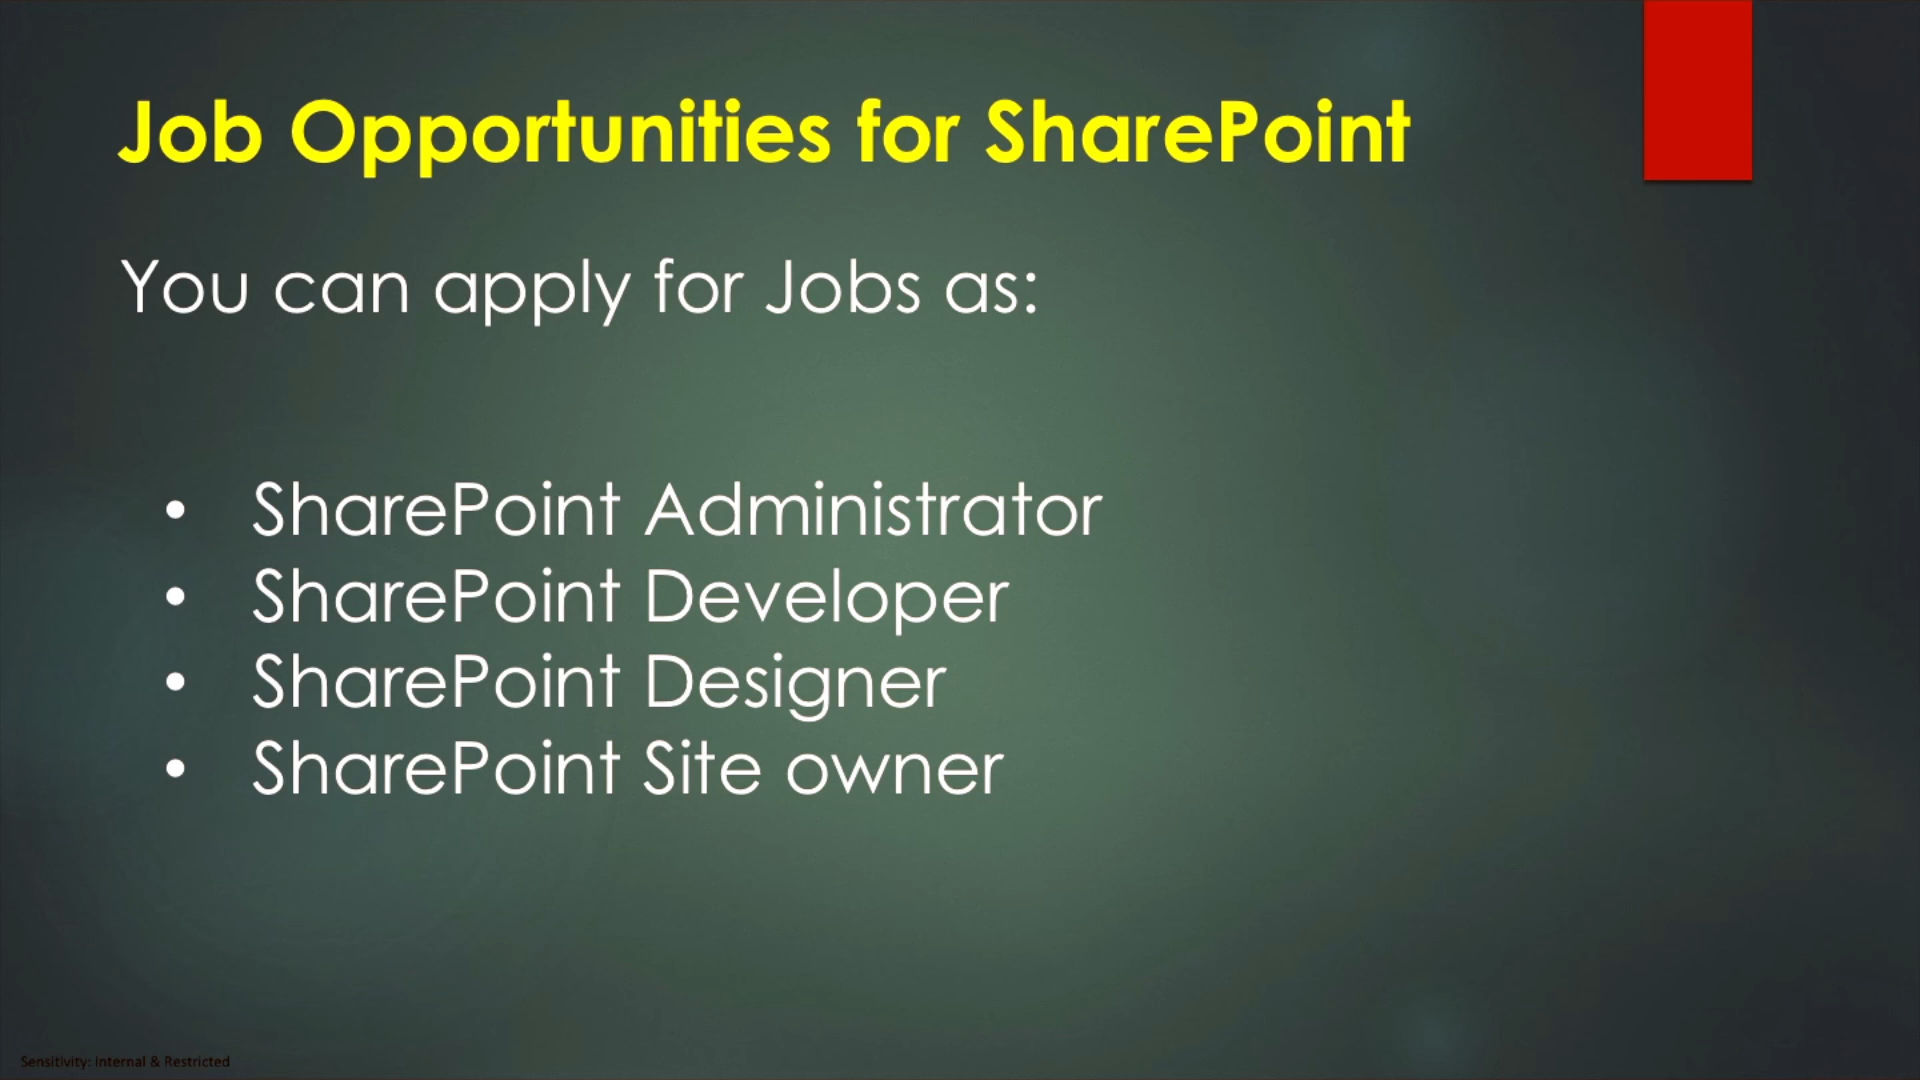 Job Opportunities for SharePoint
You can apply for Jobs as:
• SharePoint Administrator
• SharePoint Developer
• SharePoint Designer
• SharePoint Site owner
Sensitivity: Internal & Restricted